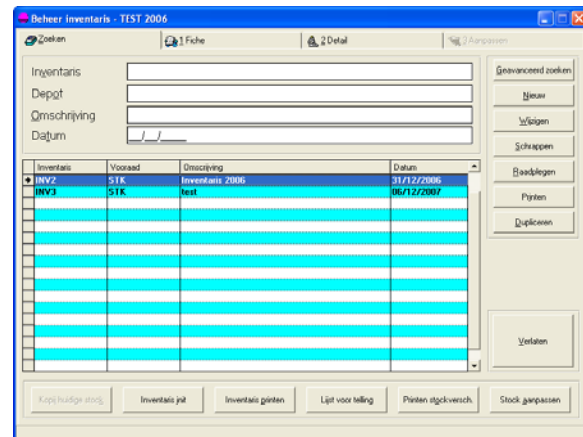 Beheer inventaris - TEST 2006
Zoeken 1 Fiche 2 Detail 3 Aanpassen
Inventaris
Depot
Omschrijving
Datum __/__/____
Geavanceerd zoeken
Nieuw
Wijzigen
Schrappen
Raadplegen
Printen
Dupliceren
Verlaten
Inventaris Vooraad Omscrijving Datum
INV2 STK Inventaris 2006 31/12/2006
INV3 STK test 06/12/2007
Kopij huidige stock Inventaris init Inventaris printen Lijst voor telling Printen stockversch. Stock aanpassen